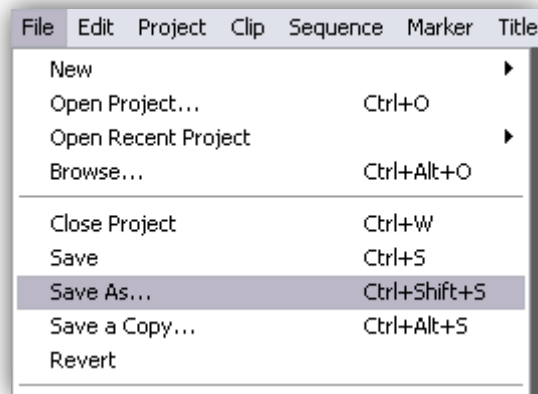 File Edit Project Clip Sequence Marker Title
New
Open Project... Ctrl+O
Open Recent Project
Browse... Ctrl+Alt+O
Close Project Ctrl+W
Save Ctrl+S
Save As... Ctrl+Shift+S
Save a Copy... Ctrl+Alt+S
Revert